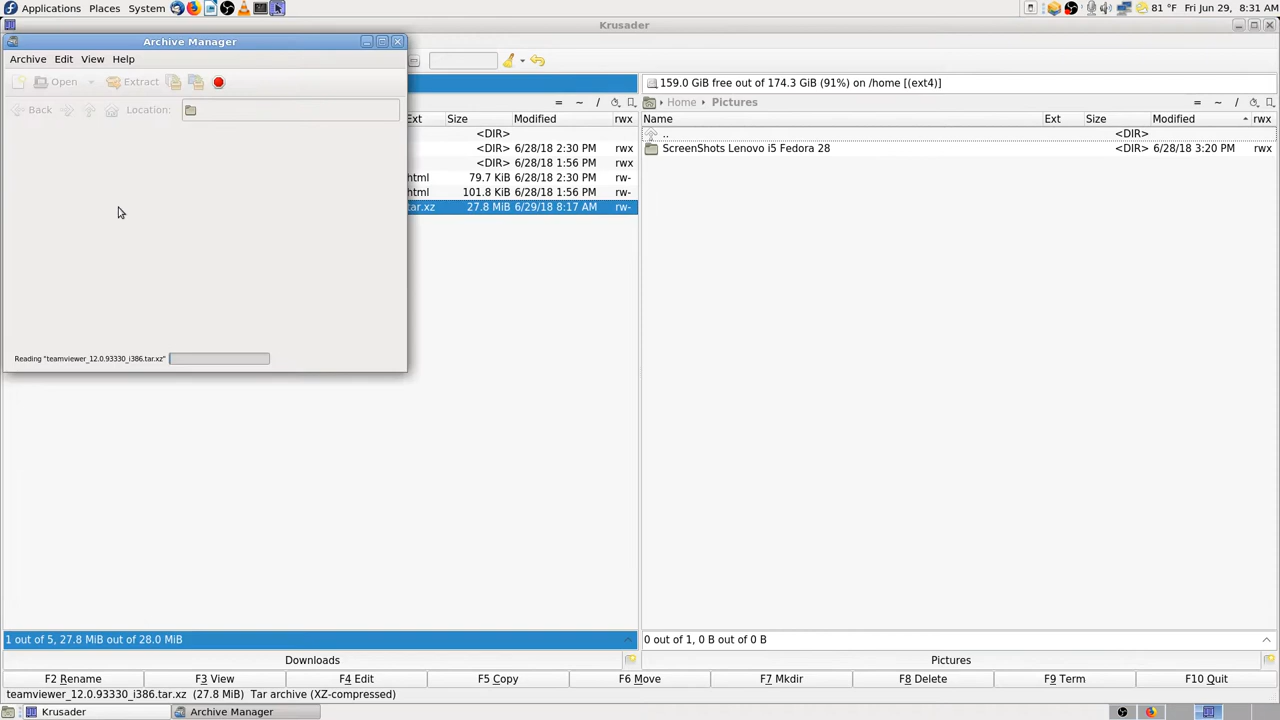 Applications Places System 81 °F Fri Jun 29, 8:31 AM
Krusader
Archive Manager
Archive Edit View Help
Open Extract
Back Location:
159.0 GiB free out of 174.3 GiB (91%) on /home [(ext4)]
= ~ /
Home Pictures = ~ /
Ext Size Modified rwx
Name Ext Size Modified rwx
<DIR>
.. <DIR>
<DIR> 6/28/18 2:30 PM rwx
ScreenShots Lenovo i5 Fedora 28 <DIR> 6/28/18 3:20 PM rwx
<DIR> 6/28/18 1:56 PM rwx
html 79.7 KiB 6/28/18 2:30 PM rw-
html 101.8 KiB 6/28/18 1:56 PM rw-
tar.xz 27.8 MiB 6/29/18 8:17 AM rw-
Reading "teamviewer_12.0.93330_i386.tar.xz"
1 out of 5, 27.8 MiB out of 28.0 MiB
0 out of 1, 0 B out of 0 B
Downloads
Pictures
F2 Rename F3 View F4 Edit F5 Copy F6 Move F7 Mkdir F8 Delete F9 Term F10 Quit
teamviewer_12.0.93330_i386.tar.xz (27.8 MiB) Tar archive (XZ-compressed)
Krusader Archive Manager